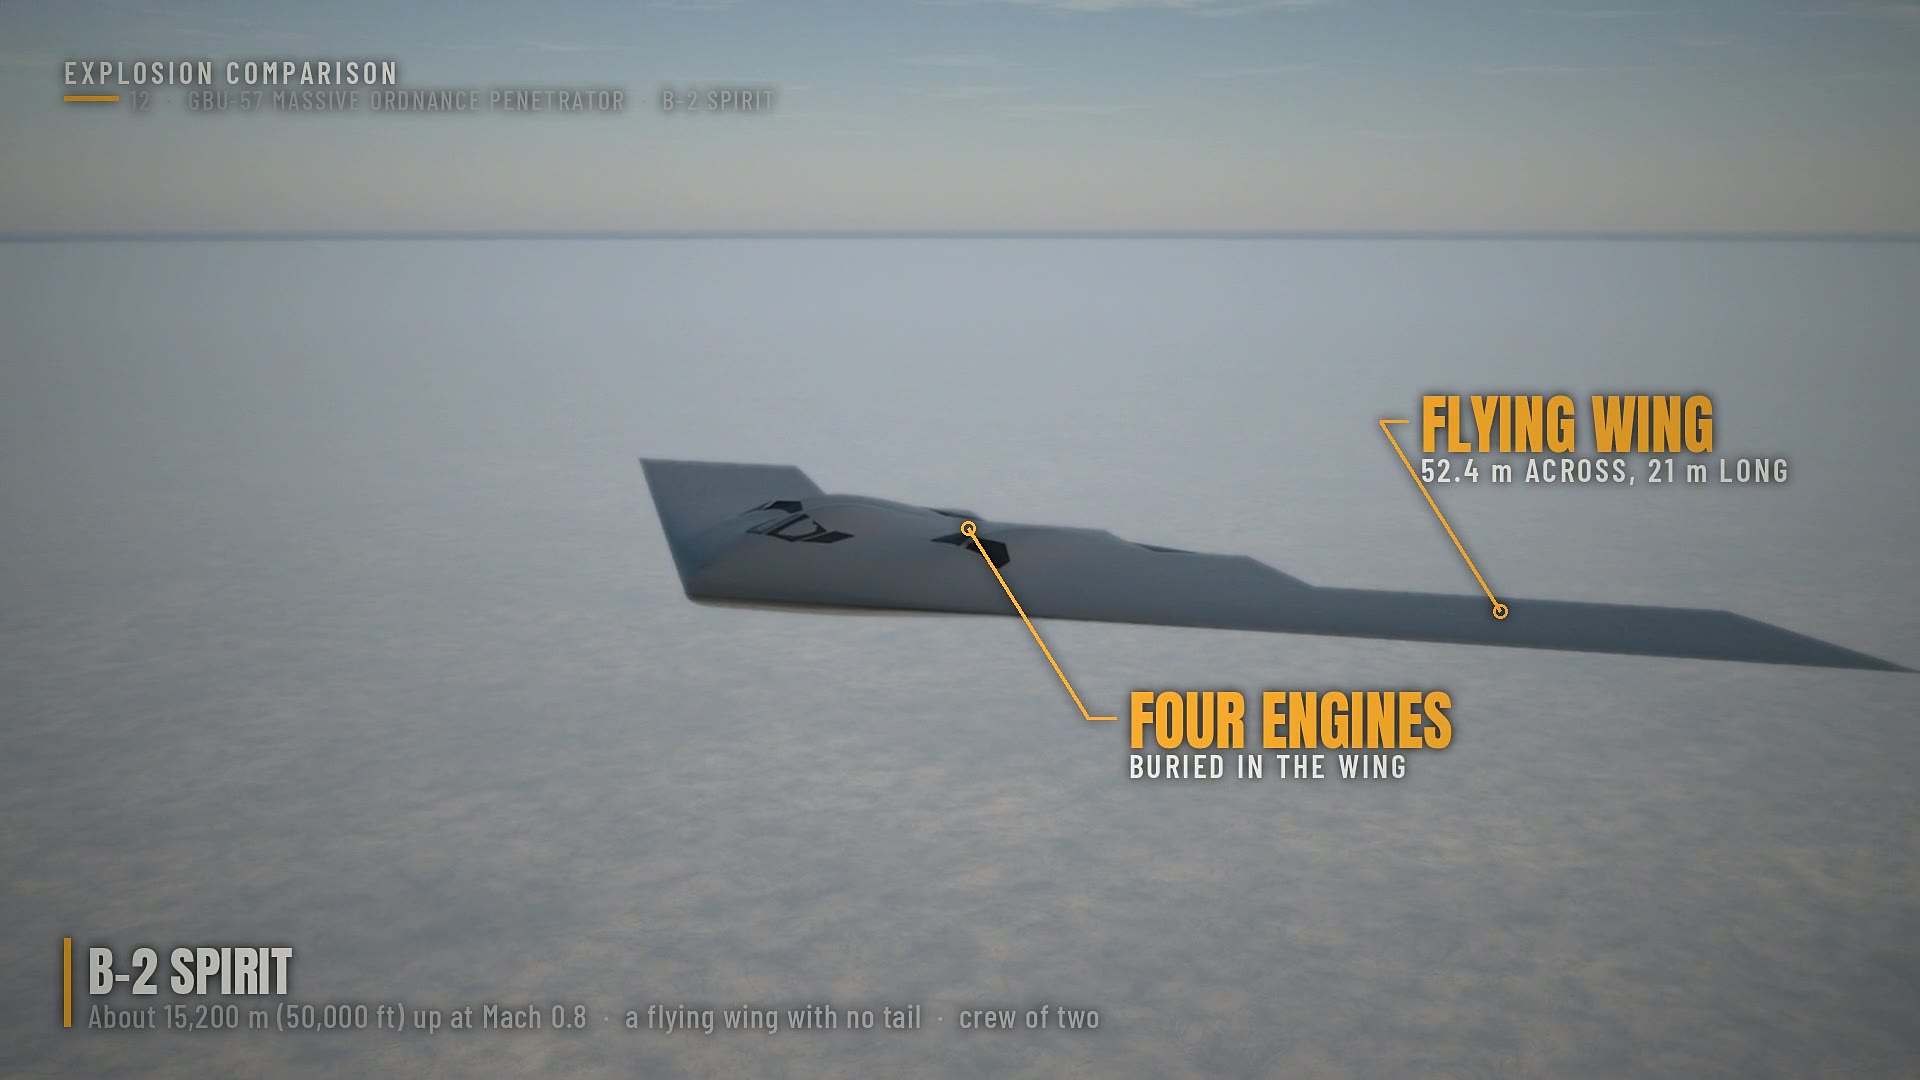 EXPLOSION COMPARISON
12 · GBU-57 MASSIVE ORDNANCE PENETRATOR · B-2 SPIRIT
FLYING WING
52.4 m ACROSS, 21 m LONG
FOUR ENGINES
BURIED IN THE WING
B-2 SPIRIT
About 15,200 m (50,000 ft) up at Mach 0.8 · a flying wing with no tail · crew of two